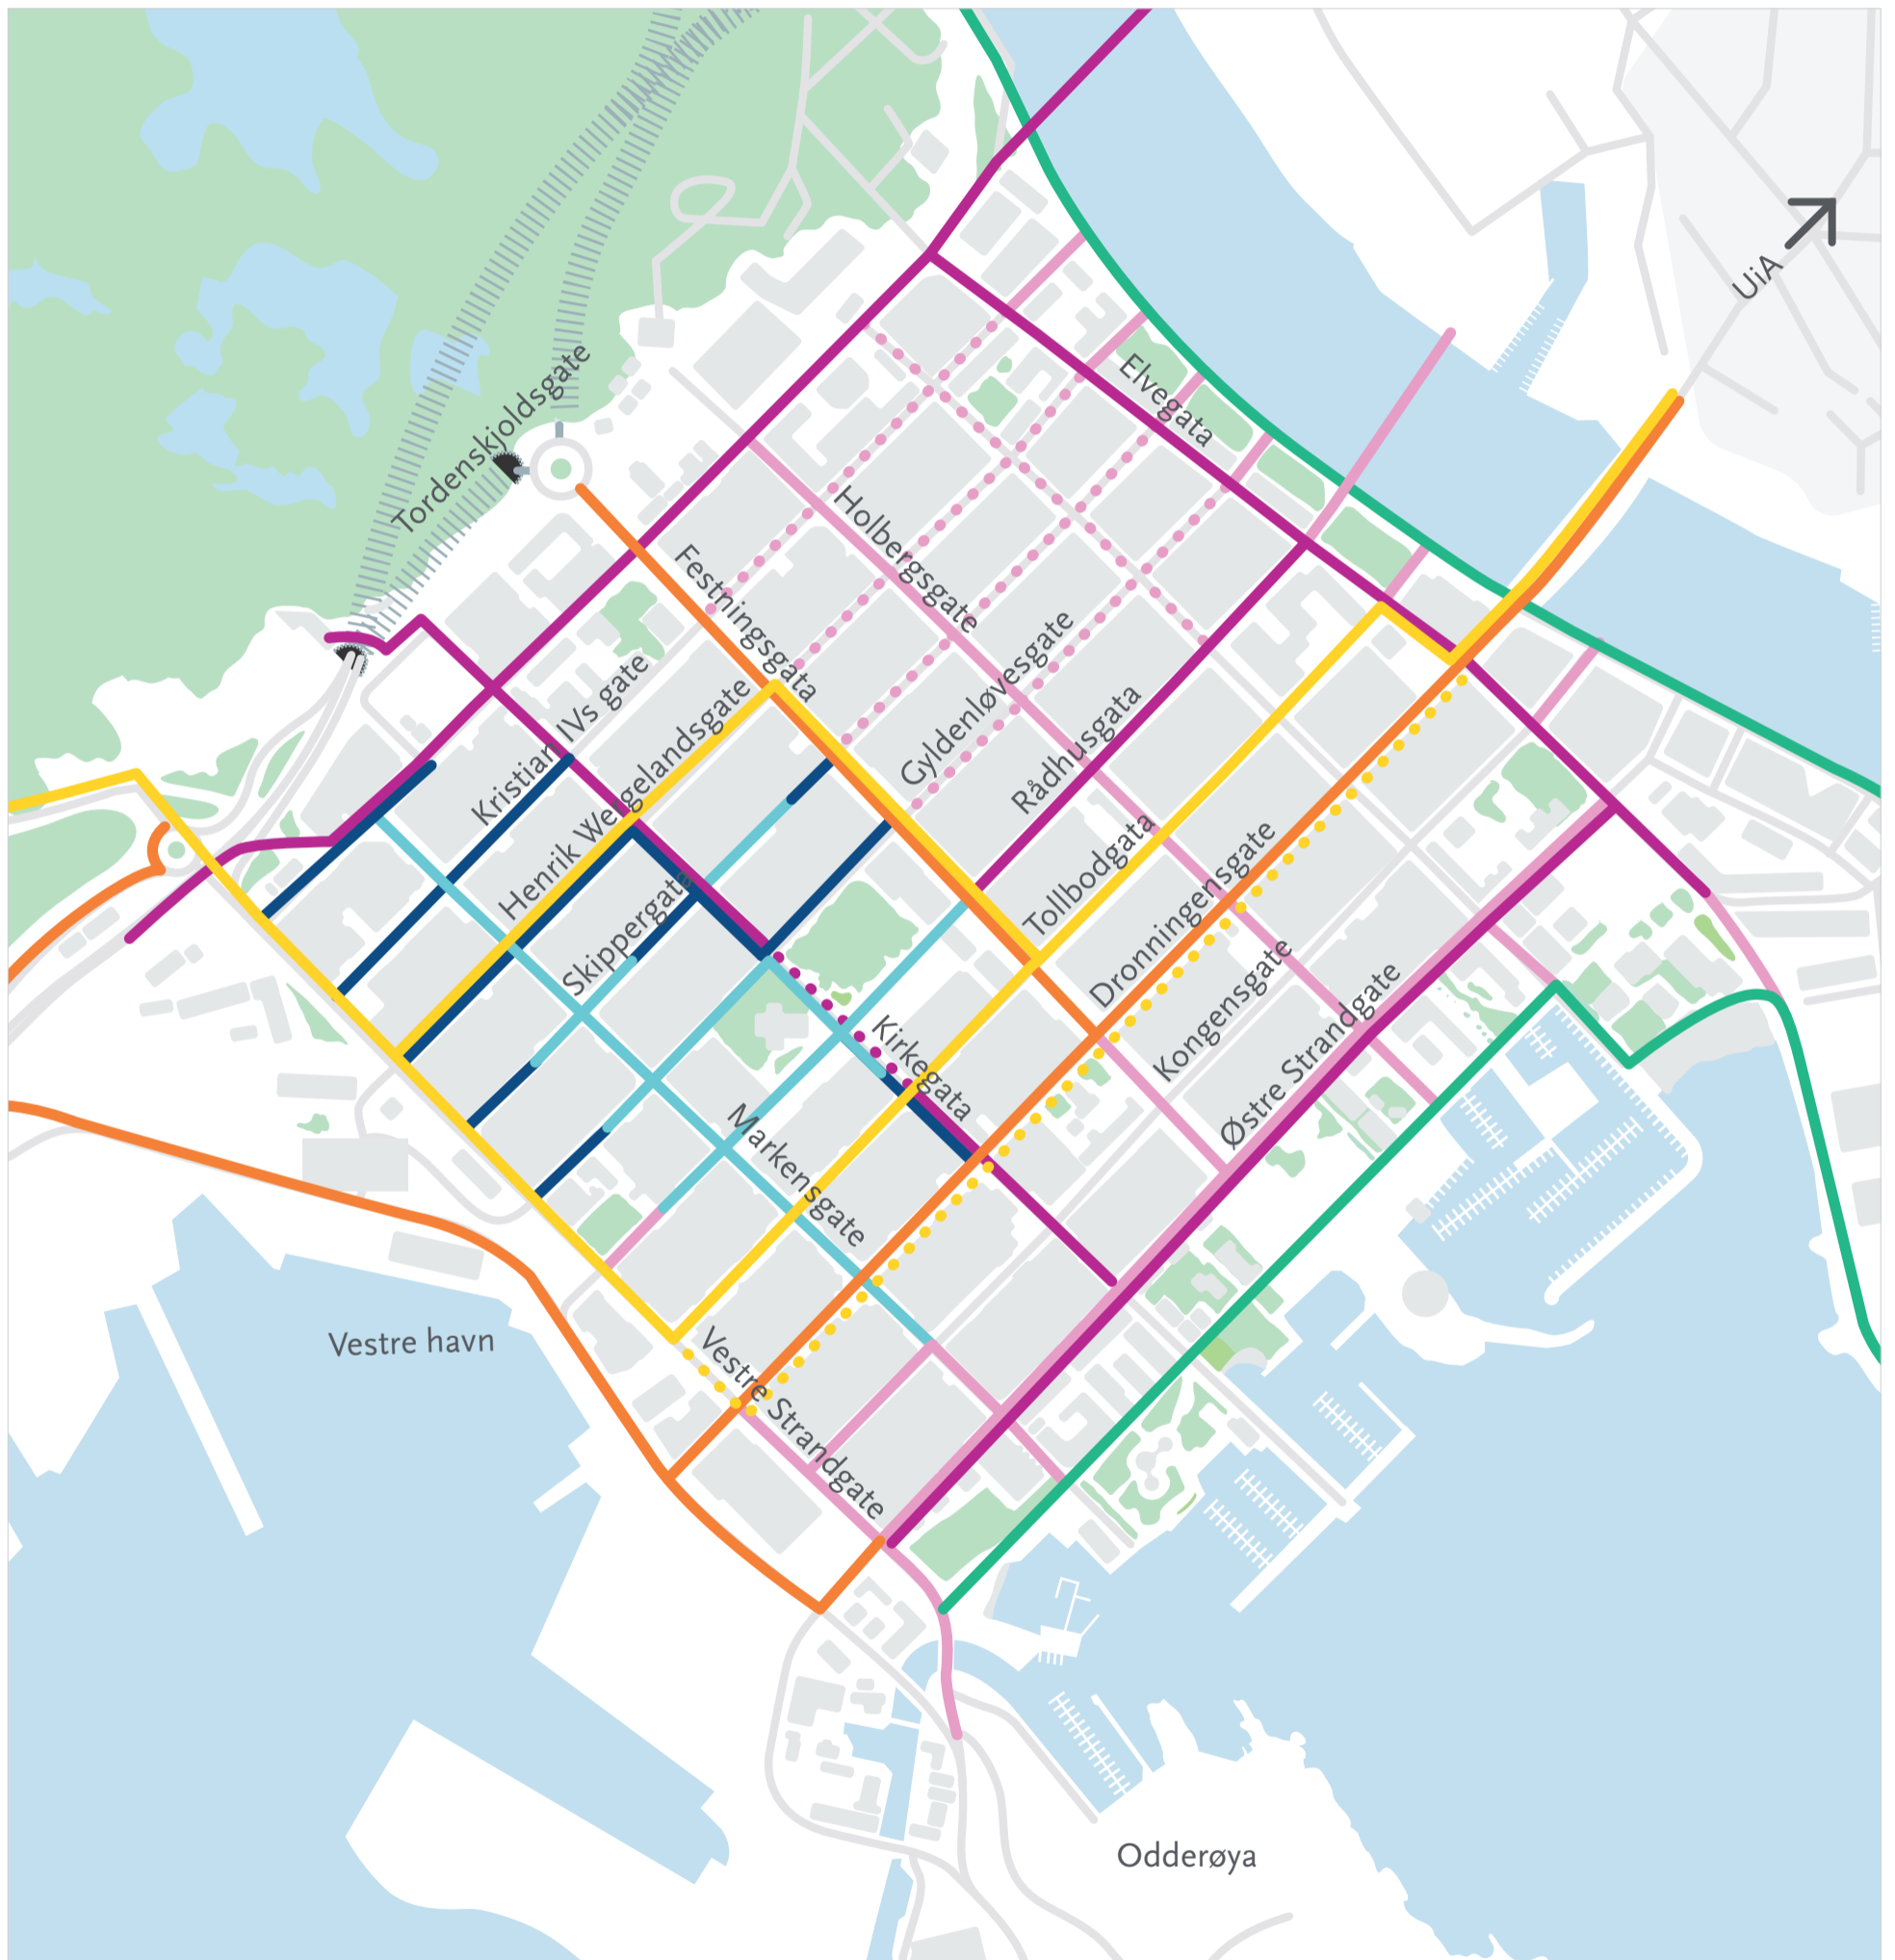 UiA
Elvegata
Tordenskjoldsgate
Holbergsgate
Festningsgata
Gyldenløvesgate
Kristian IVs gate
Rådhusgata
Henrik Wergelandsgate
Tollbodgata
Dronningensgate
Skippergata
Kongensgate
Østre Strandgate
Kirkegata
Markensgate
Vestre havn
Vestre Strandgate
Odderøya